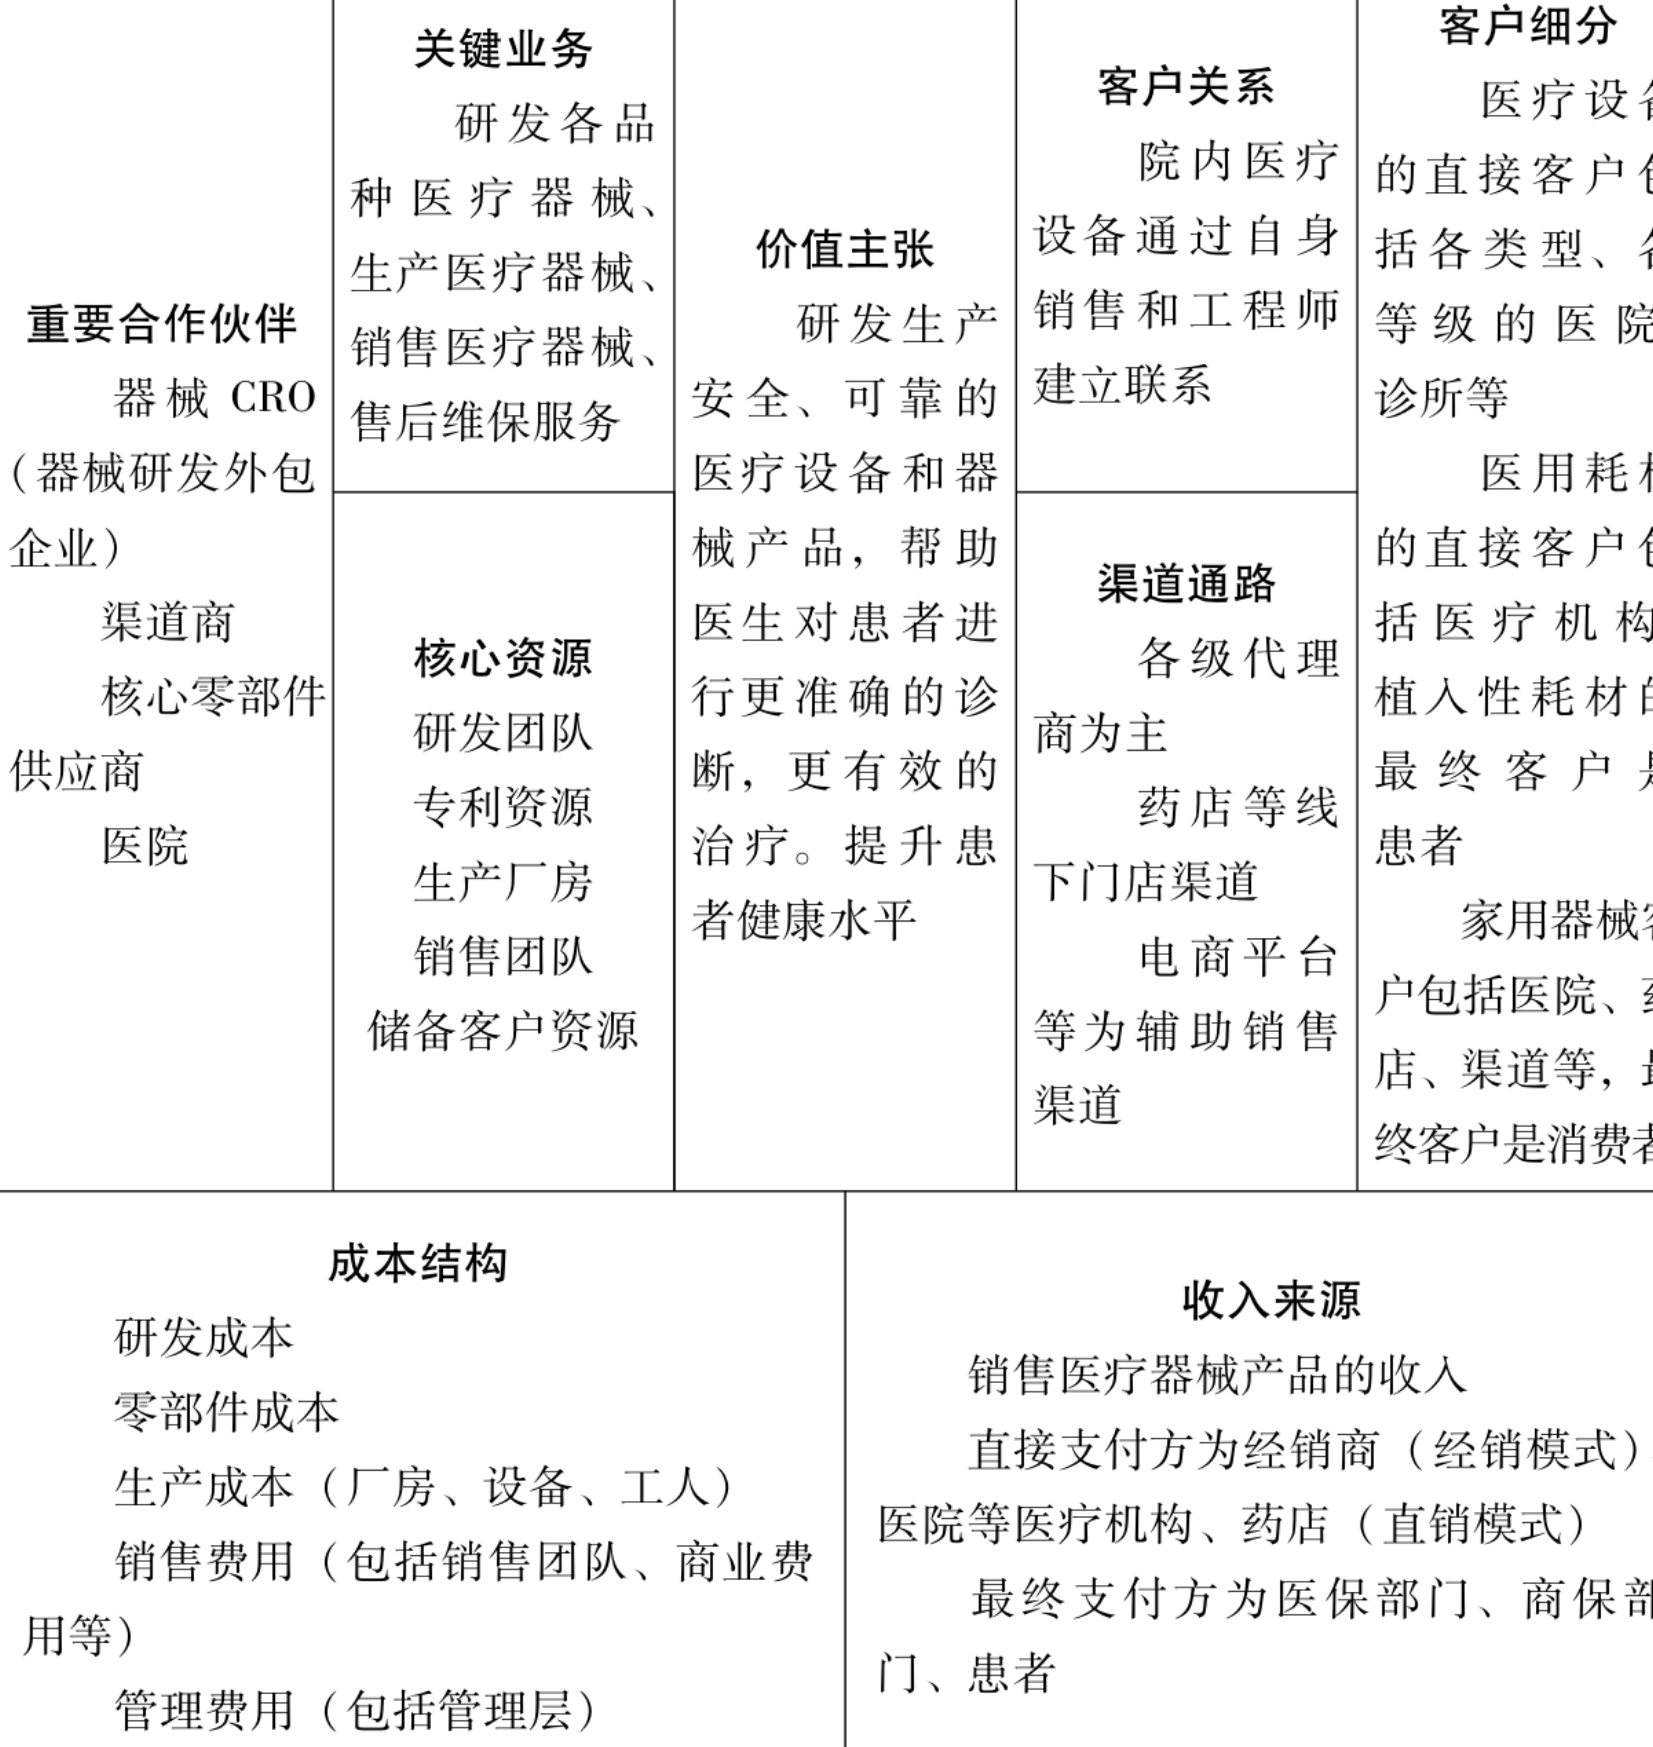 重要合作伙伴
器械 CRO
（器械研发外包
企业）
渠道商
核心零部件
供应商
医院
关键业务
研发各品
种医疗器械、
生产医疗器械、
销售医疗器械、
售后维保服务
核心资源
研发团队
专利资源
生产厂房
销售团队
储备客户资源
价值主张
研发生产
安全、可靠的
医疗设备和器
械产品，帮助
医生对患者进
行更准确的诊
断，更有效的
治疗。提升患
者健康水平
客户关系
院内医疗
设备通过自身
销售和工程师
建立联系
渠道通路
各级代理
商为主
药店等线
下门店渠道
电商平台
等为辅助销售
渠道
客户细分
医疗设
的直接客户
括各类型、
等级的医院
诊所等
医用耗
的直接客户
括医疗机构
植入性耗材
最终客户
患者
家用器械
户包括医院、
店、渠道等，
终客户是消费者
成本结构
研发成本
零部件成本
生产成本（厂房、设备、工人）
销售费用（包括销售团队、商业费
用等）
管理费用（包括管理层）
收入来源
销售医疗器械产品的收入
直接支付方为经销商（经销模式）
医院等医疗机构、药店（直销模式）
最终支付方为医保部门、商保部
门、患者